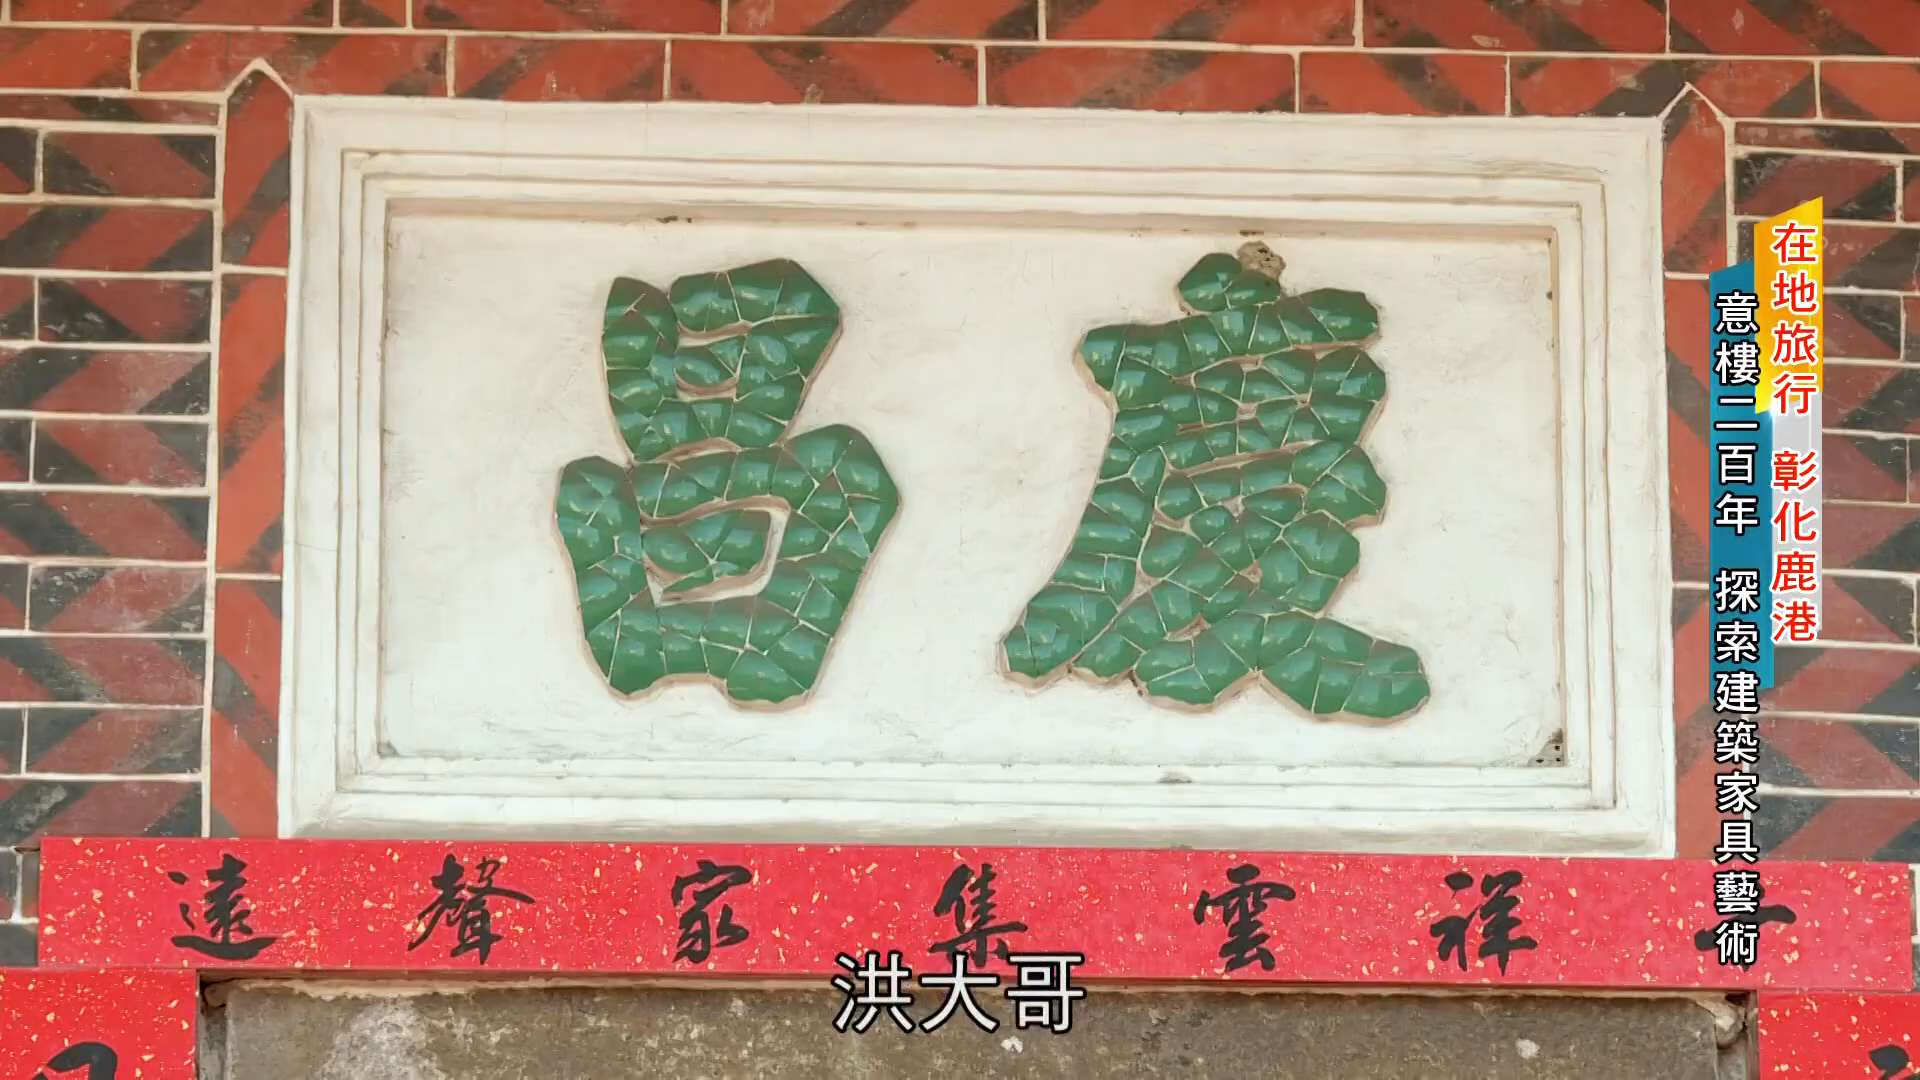 慶昌
祥雲集家聲遠
在地旅行 彰化鹿港
意樓二百年 探索建築家具藝術
洪大哥